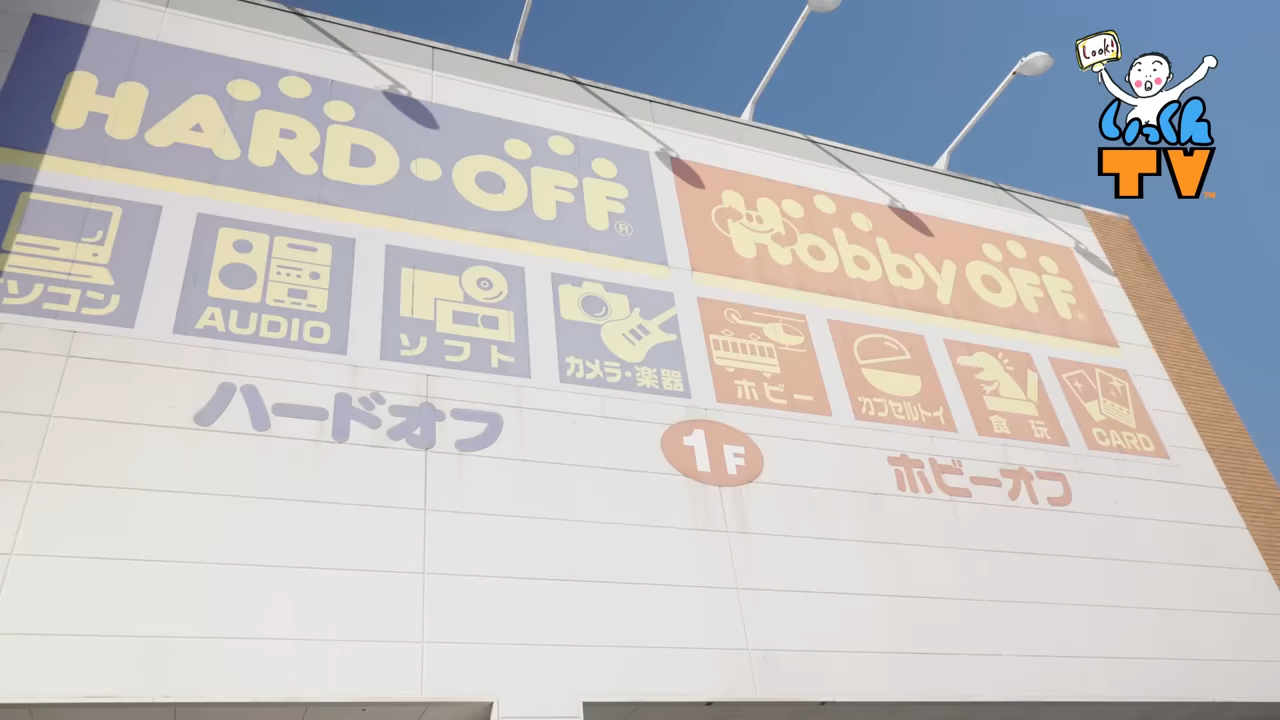 Look!
いっくん
TV™
HARD・OFF®
Hobby OFF®
ソコン
AUDIO
ソフト
カメラ・楽器
ホビー
カプセルトイ
食玩
CARD
ハードオフ
1F
ホビーオフ